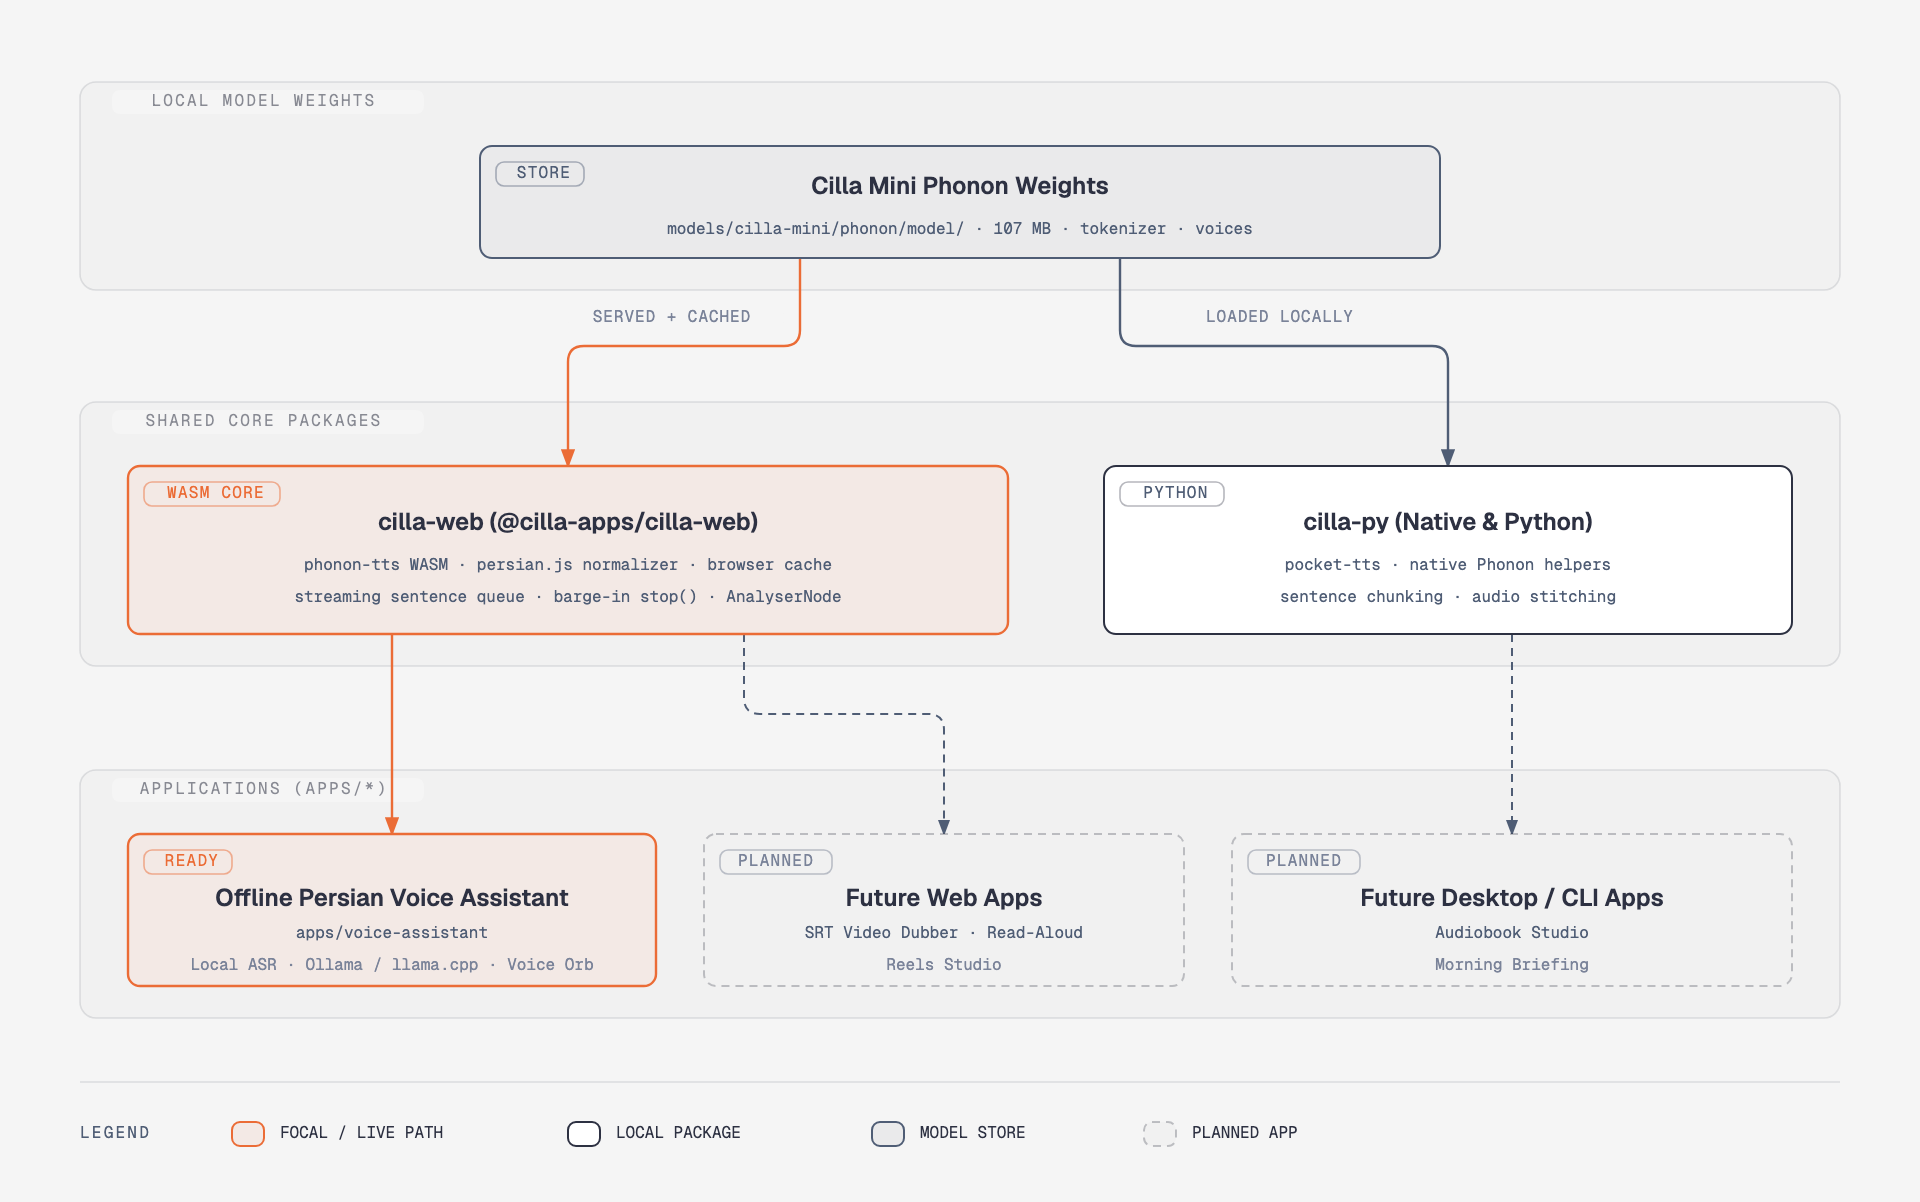 LOCAL MODEL WEIGHTS
STORE
Cilla Mini Phonon Weights
models/cilla-mini/phonon/model/ · 107 MB · tokenizer · voices
SERVED + CACHED
LOADED LOCALLY
SHARED CORE PACKAGES
WASM CORE
cilla-web (@cilla-apps/cilla-web)
phonon-tts WASM · persian.js normalizer · browser cache
streaming sentence queue · barge-in stop() · AnalyserNode
PYTHON
cilla-py (Native & Python)
pocket-tts · native Phonon helpers
sentence chunking · audio stitching
APPLICATIONS (APPS/*)
READY
Offline Persian Voice Assistant
apps/voice-assistant
Local ASR · Ollama / llama.cpp · Voice Orb
PLANNED
Future Web Apps
SRT Video Dubber · Read-Aloud
Reels Studio
PLANNED
Future Desktop / CLI Apps
Audiobook Studio
Morning Briefing
LEGEND
FOCAL / LIVE PATH
LOCAL PACKAGE
MODEL STORE
PLANNED APP